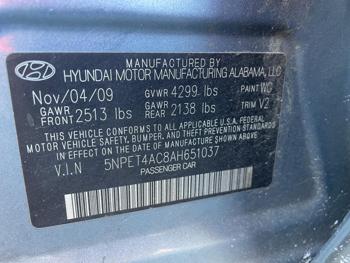 MANUFACTURED BY
HYUNDAI MOTOR MANUFACTURING ALABAMA, LLC
Nov/04/09 GVWR 4299 lbs PAINT WC
GAWR FRONT 2513 lbs GAWR REAR 2138 lbs TRIM V2
THIS VEHICLE CONFORMS TO ALL APPLICABLE U.S.A. FEDERAL
MOTOR VEHICLE SAFETY, BUMPER, AND THEFT PREVENTION STANDARDS
IN EFFECT ON THE DATE OF MANUFACTURE SHOWN ABOVE.
V.I.N 5NPET4AC8AH651037
PASSENGER CAR